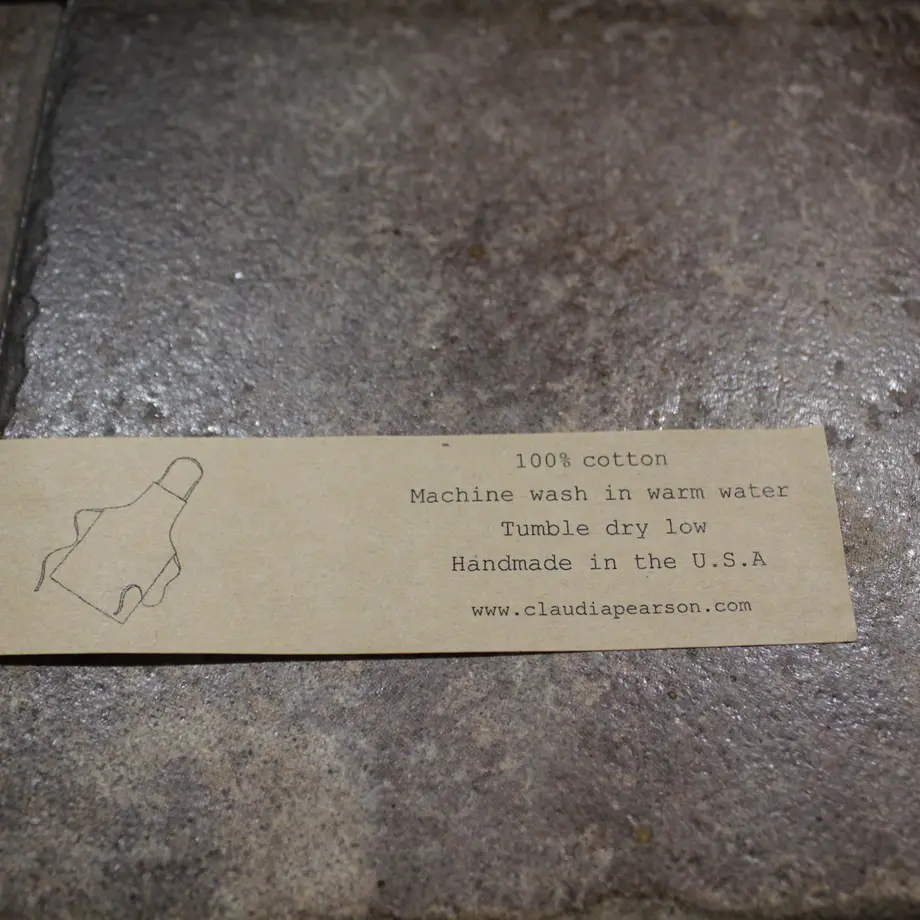 100% cotton
Machine wash in warm water
Tumble dry low
Handmade in the U.S.A
www.claudiapearson.com